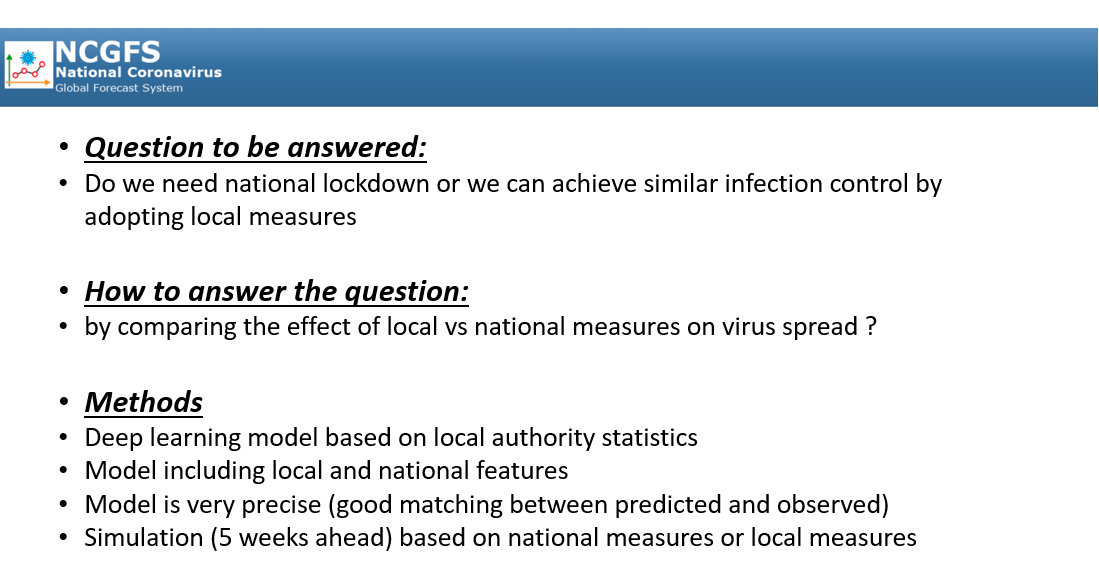 NCGFS
National Coronavirus
Global Forecast System
• Question to be answered:
• Do we need national lockdown or we can achieve similar infection control by
adopting local measures
• How to answer the question:
• by comparing the effect of local vs national measures on virus spread ?
• Methods
• Deep learning model based on local authority statistics
• Model including local and national features
• Model is very precise (good matching between predicted and observed)
• Simulation (5 weeks ahead) based on national measures or local measures